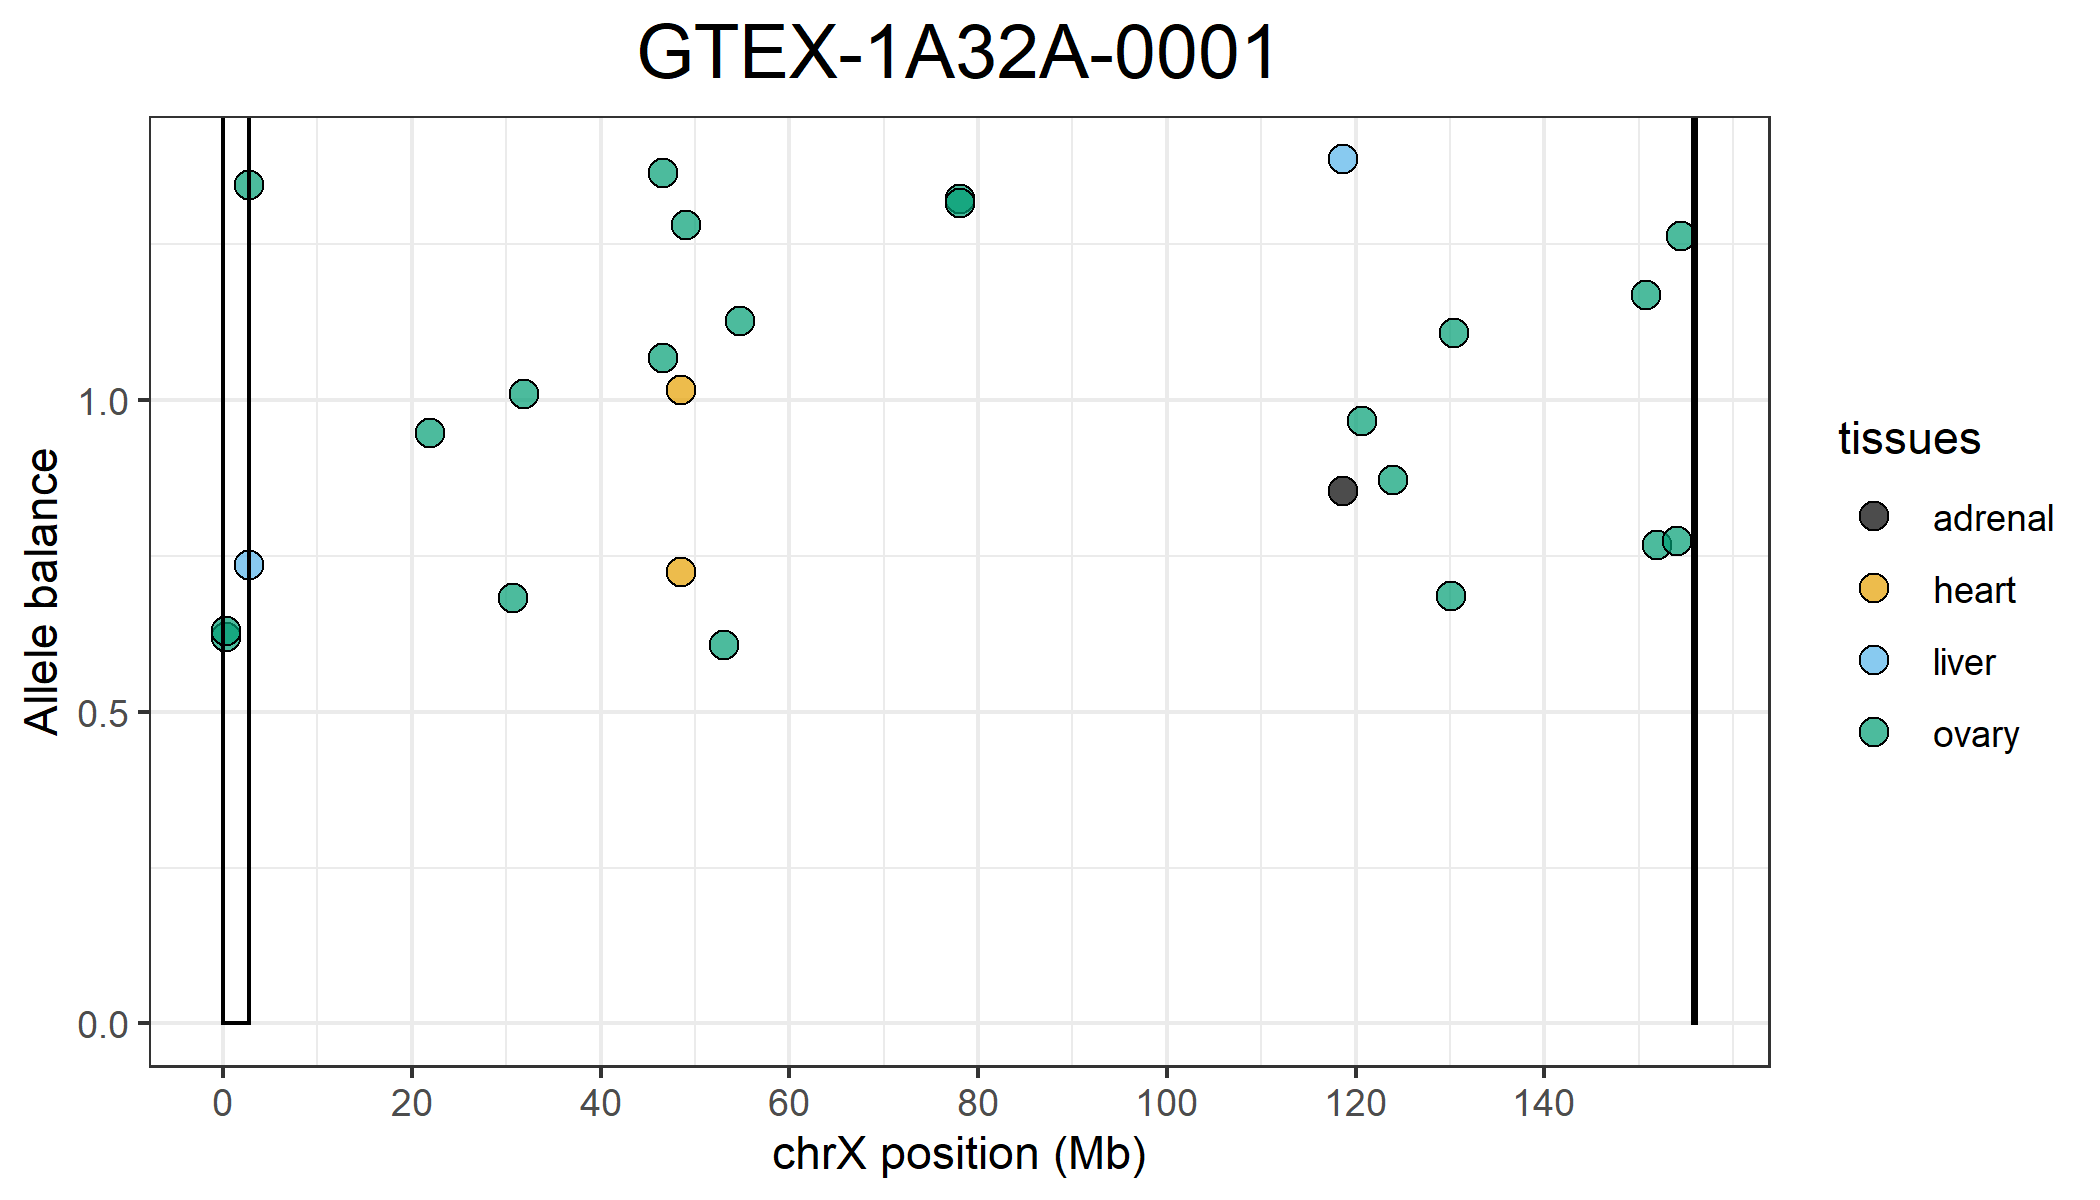 GTEX-1A32A-0001
Allele balance
1.0
0.5
0.0
0 20 40 60 80 100 120 140
chrX position (Mb)
tissues
adrenal
heart
liver
ovary